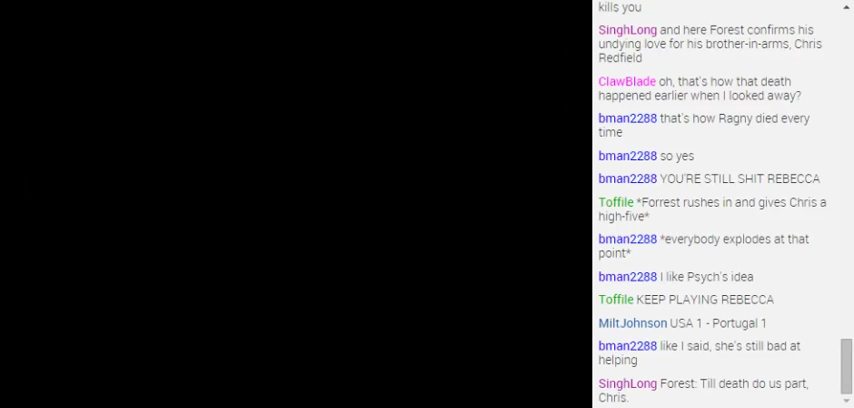 kills you
SinghLong and here Forest confirms his
undying love for his brother-in-arms, Chris
Redfield
ClawBlade oh, that's how that death
happened earlier when I looked away?
bman2288 that's how Ragny died every
time
bman2288 so yes
bman2288 YOU'RE STILL SHIT REBECCA
Toffile *Forrest rushes in and gives Chris a
high-five*
bman2288 *everybody explodes at that
point*
bman2288 I like Psych's idea
Toffile KEEP PLAYING REBECCA
MiltJohnson USA 1 - Portugal 1
bman2288 like I said, she's still bad at
helping
SinghLong Forest: Till death do us part,
Chris.